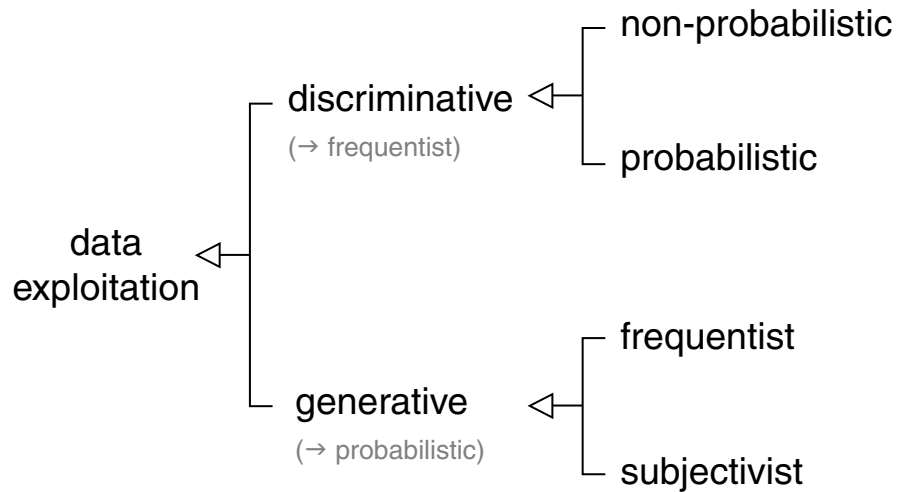 non-probabilistic
discriminative
(→ frequentist)
probabilistic
data
exploitation
frequentist
generative
(→ probabilistic)
subjectivist